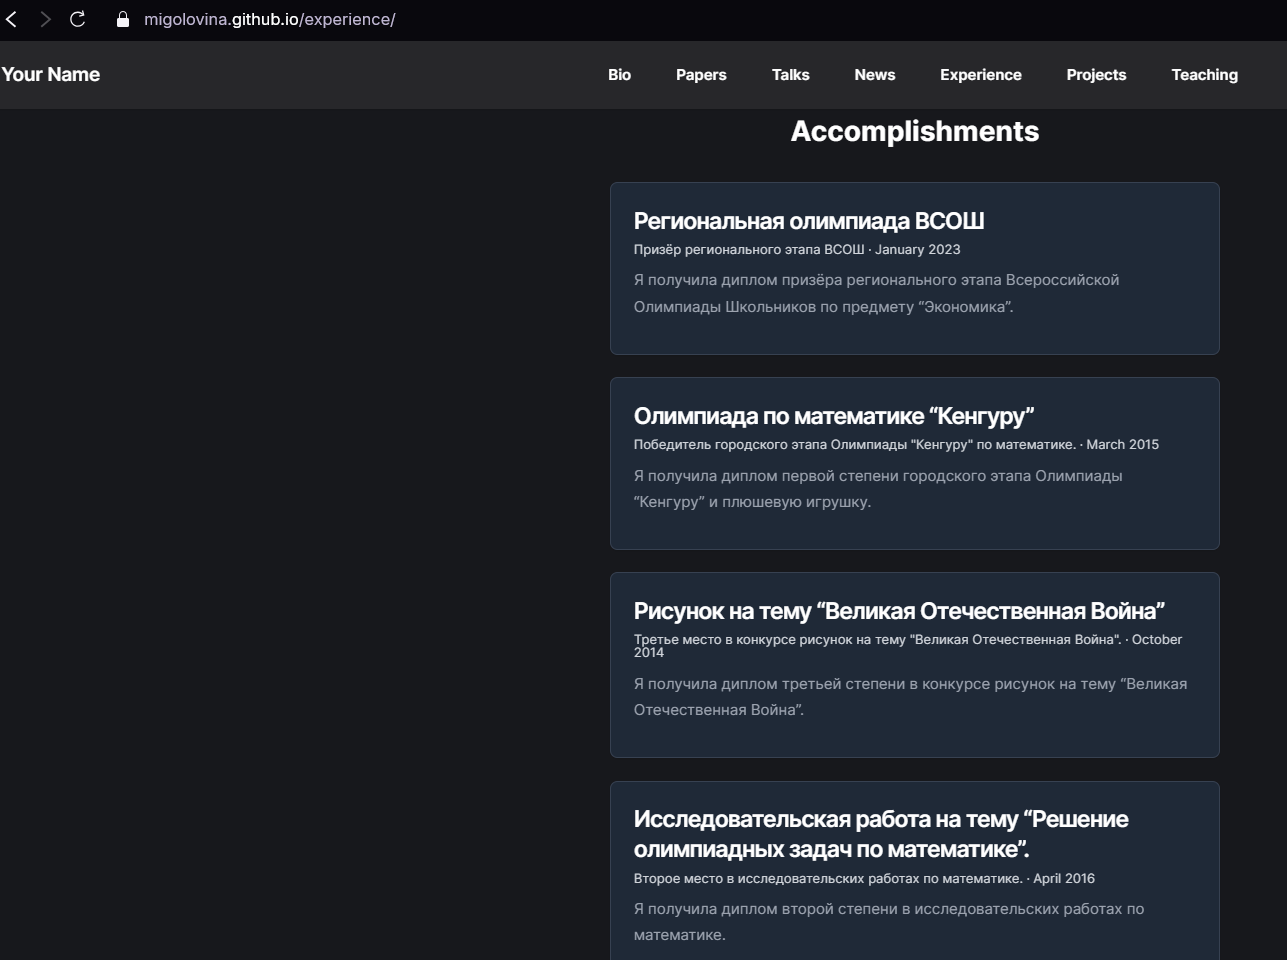 migolovina.github.io/experience/
Your Name
Bio
Papers
Talks
News
Experience
Projects
Teaching
Accomplishments
Региональная олимпиада ВСОШ
Призёр регионального этапа ВСОШ · January 2023
Я получила диплом призёра регионального этапа Всероссийской
Олимпиады Школьников по предмету “Экономика”.
Олимпиада по математике “Кенгуру”
Победитель городского этапа Олимпиады "Кенгуру" по математике. · March 2015
Я получила диплом первой степени городского этапа Олимпиады
“Кенгуру” и плюшевую игрушку.
Рисунок на тему “Великая Отечественная Война”
Третье место в конкурсе рисунок на тему "Великая Отечественная Война". · October
2014
Я получила диплом третьей степени в конкурсе рисунок на тему “Великая
Отечественная Война”.
Исследовательская работа на тему “Решение
олимпиадных задач по математике”.
Второе место в исследовательских работах по математике. · April 2016
Я получила диплом второй степени в исследовательских работах по
математике.